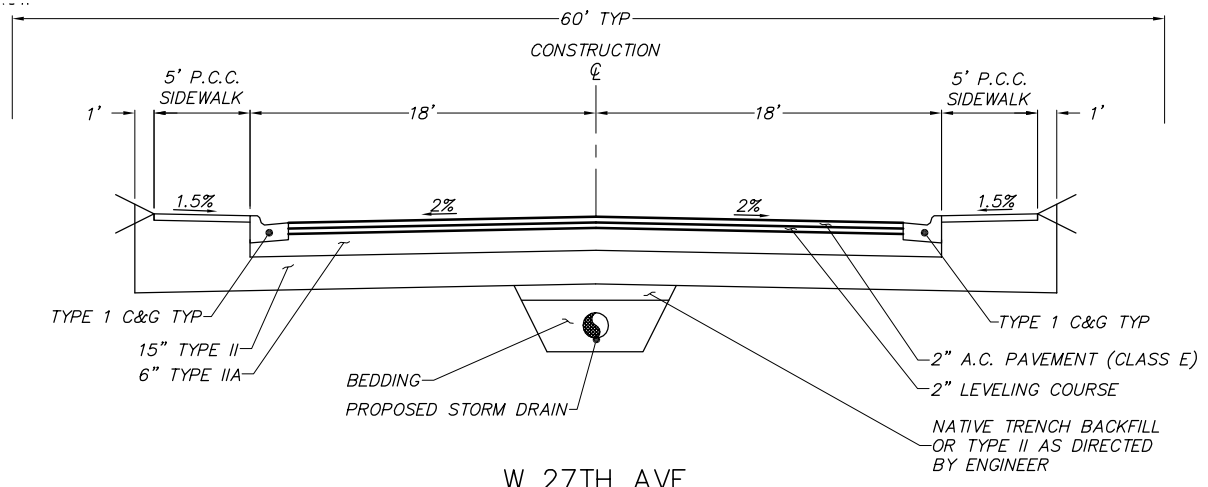 60' TYP
CONSTRUCTION
℄
5' P.C.C.
SIDEWALK
5' P.C.C.
SIDEWALK
1'
18'
18'
1'
1.5%
2%
2%
1.5%
TYPE 1 C&G TYP
15" TYPE II
6" TYPE IIA
BEDDING
PROPOSED STORM DRAIN
TYPE 1 C&G TYP
2" A.C. PAVEMENT (CLASS E)
2" LEVELING COURSE
NATIVE TRENCH BACKFILL
OR TYPE II AS DIRECTED
BY ENGINEER
W 27TH AVE